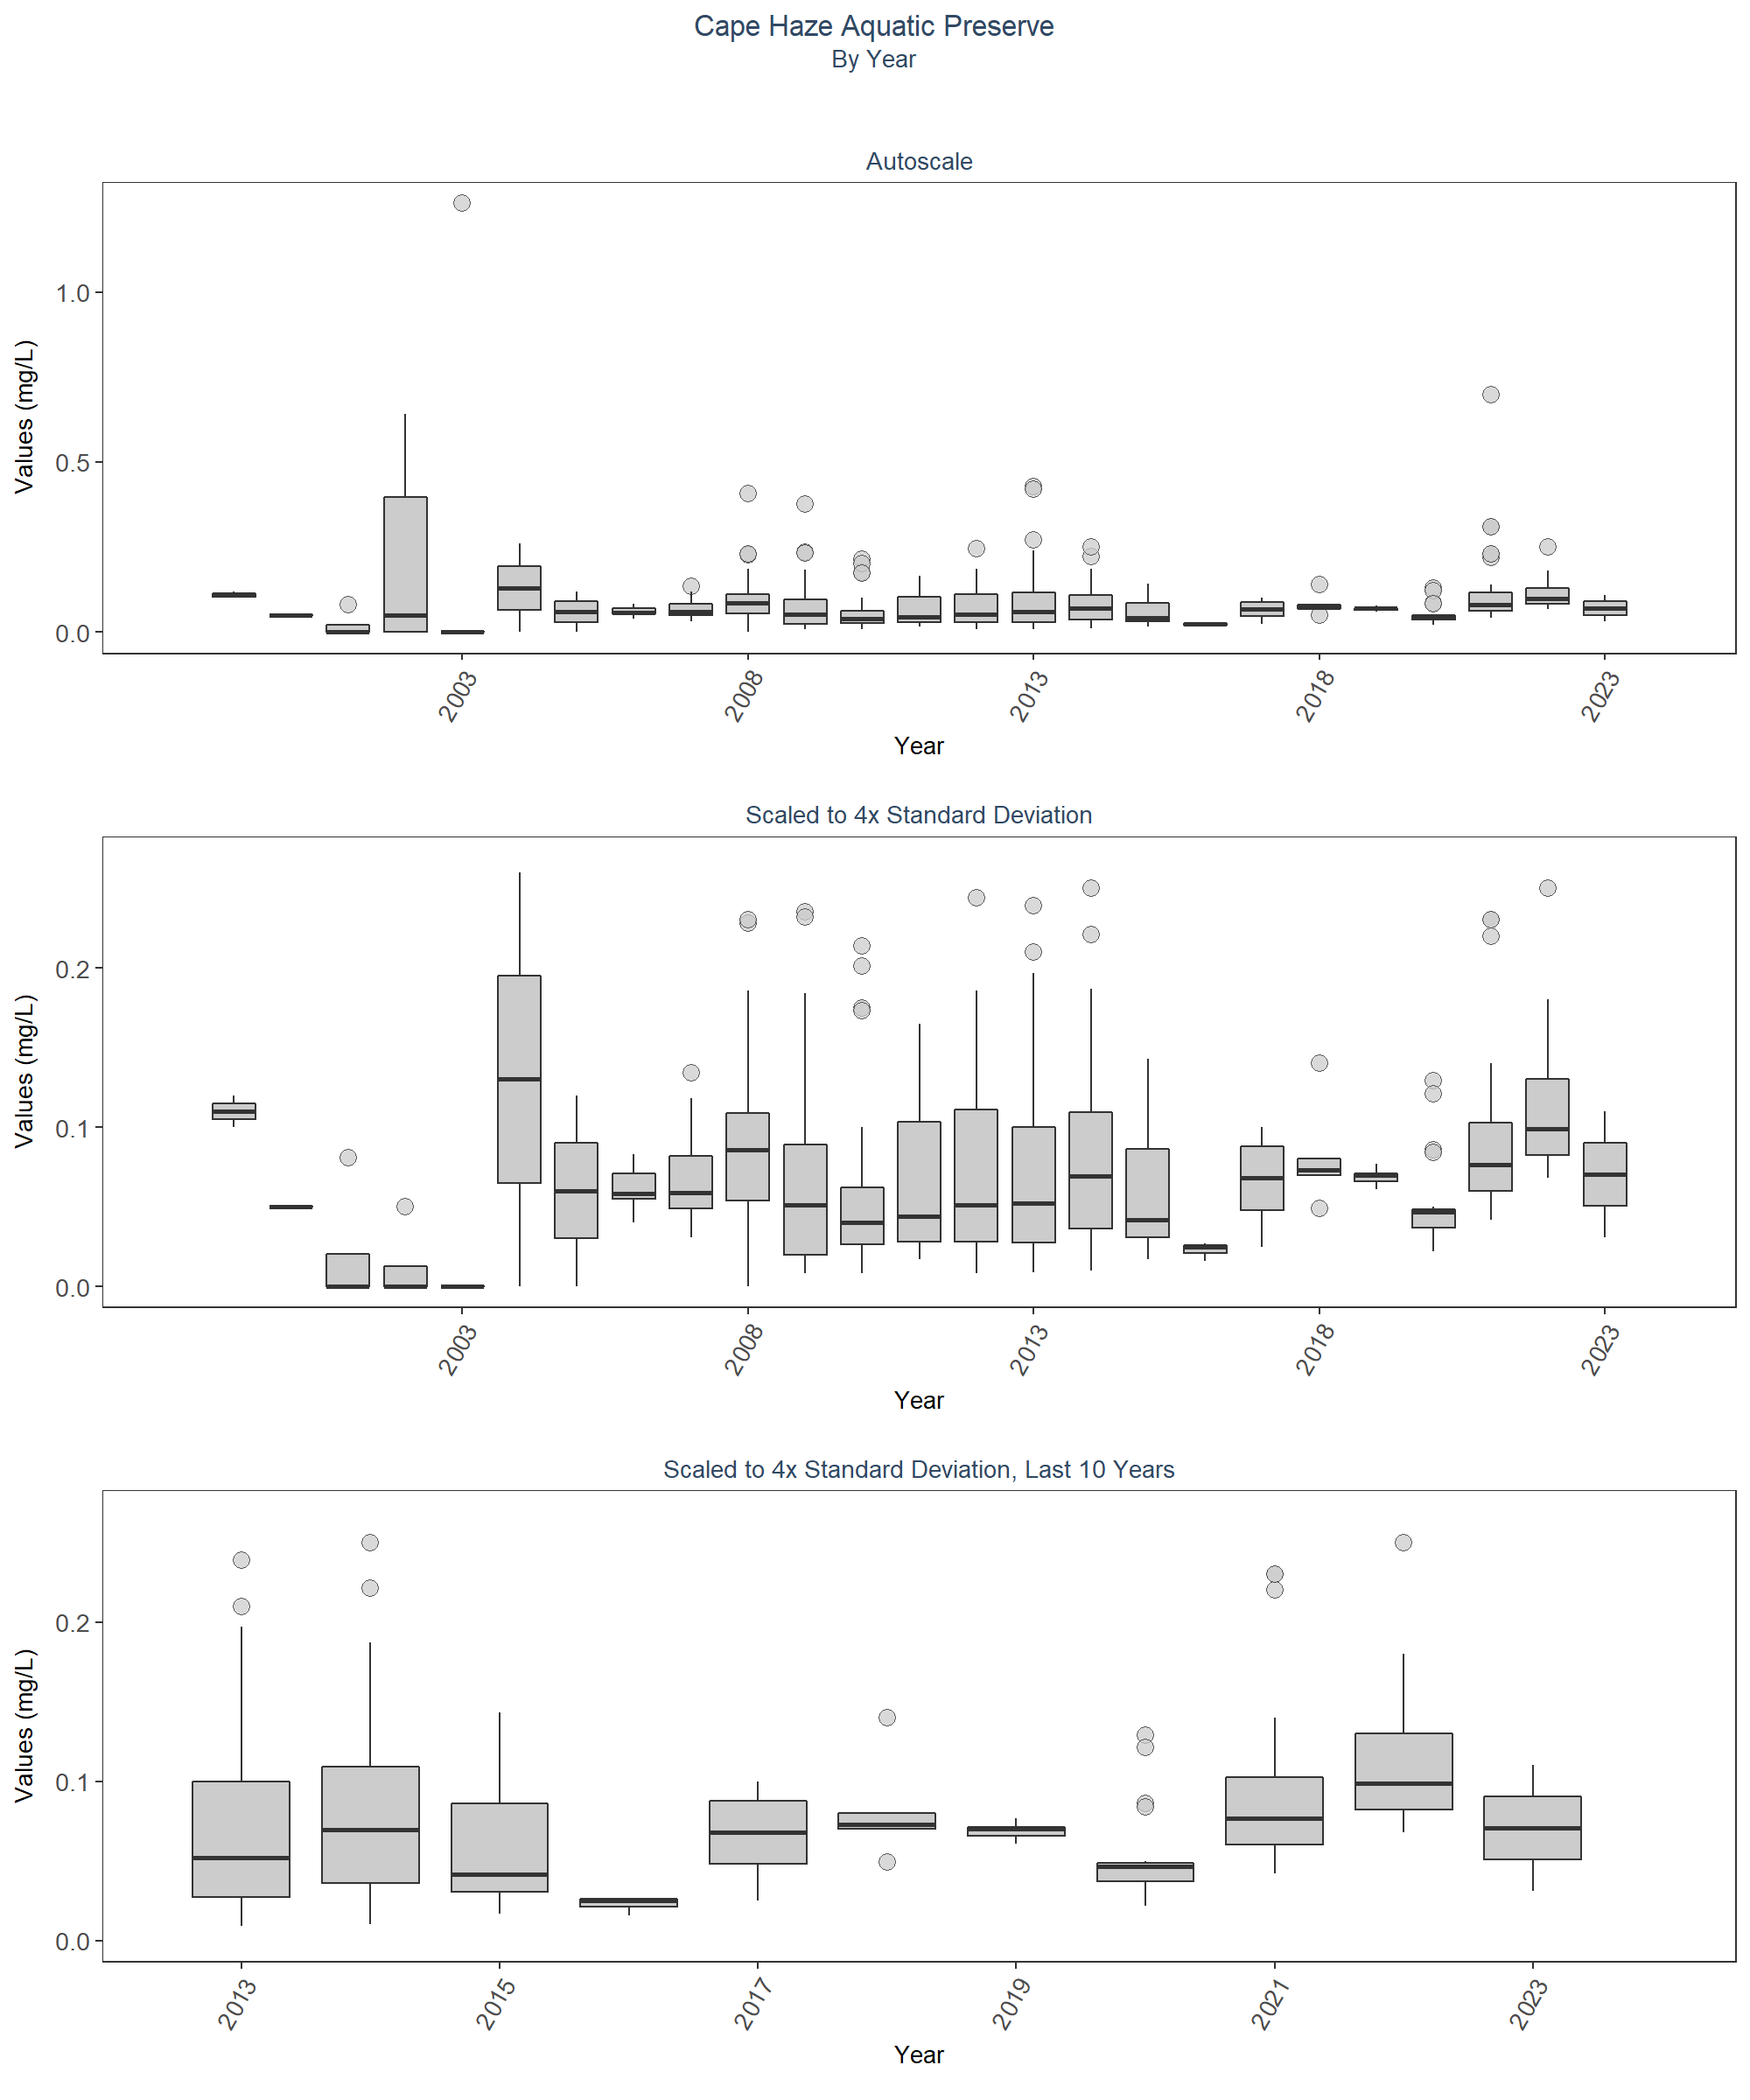 Cape Haze Aquatic Preserve
By Year
Autoscale
Values (mg/L)
1.0
0.5
0.0
2003 2008 2013 2018 2023
Year
Scaled to 4x Standard Deviation
Values (mg/L)
0.2
0.1
0.0
2003 2008 2013 2018 2023
Year
Scaled to 4x Standard Deviation, Last 10 Years
Values (mg/L)
0.2
0.1
0.0
2013 2015 2017 2019 2021 2023
Year